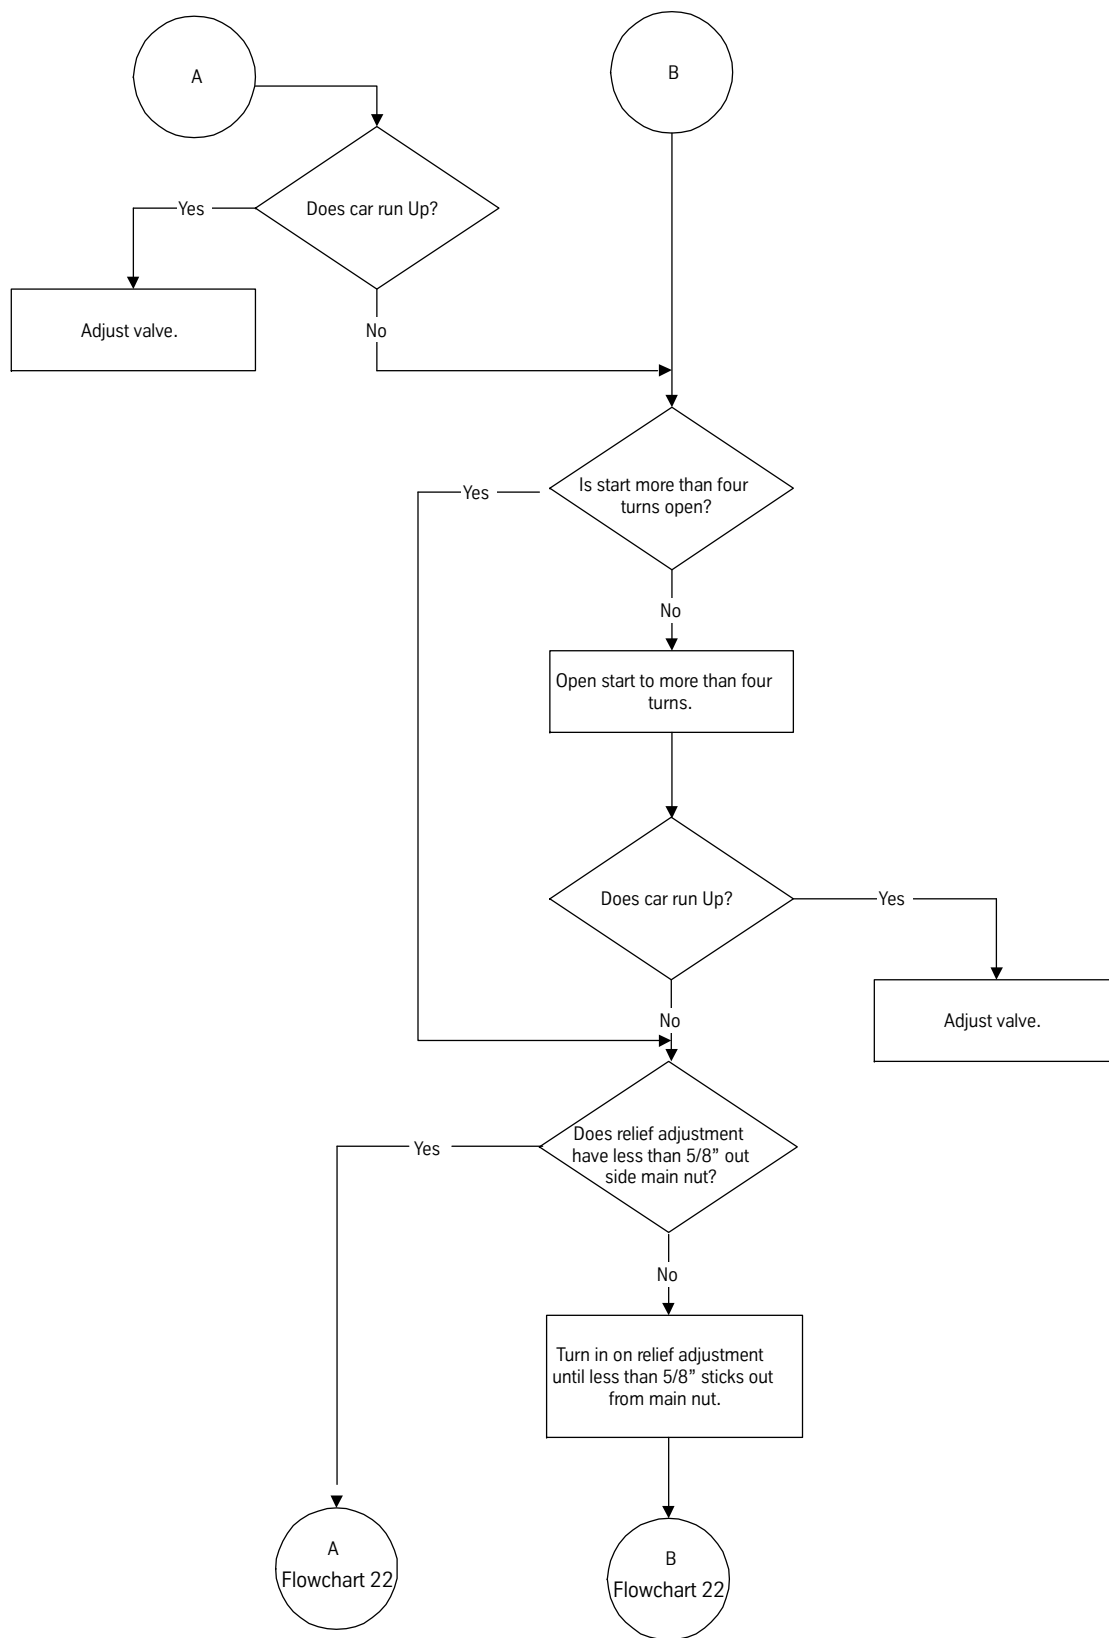 A
B
Does car run Up?
Yes
Adjust valve.
No
Is start more than four
turns open?
Yes
No
Open start to more than four
turns.
Does car run Up?
Yes
Adjust valve.
No
Does relief adjustment
have less than 5/8” out
side main nut?
Yes
No
Turn in on relief adjustment
until less than 5/8” sticks out
from main nut.
A
Flowchart 22
B
Flowchart 22